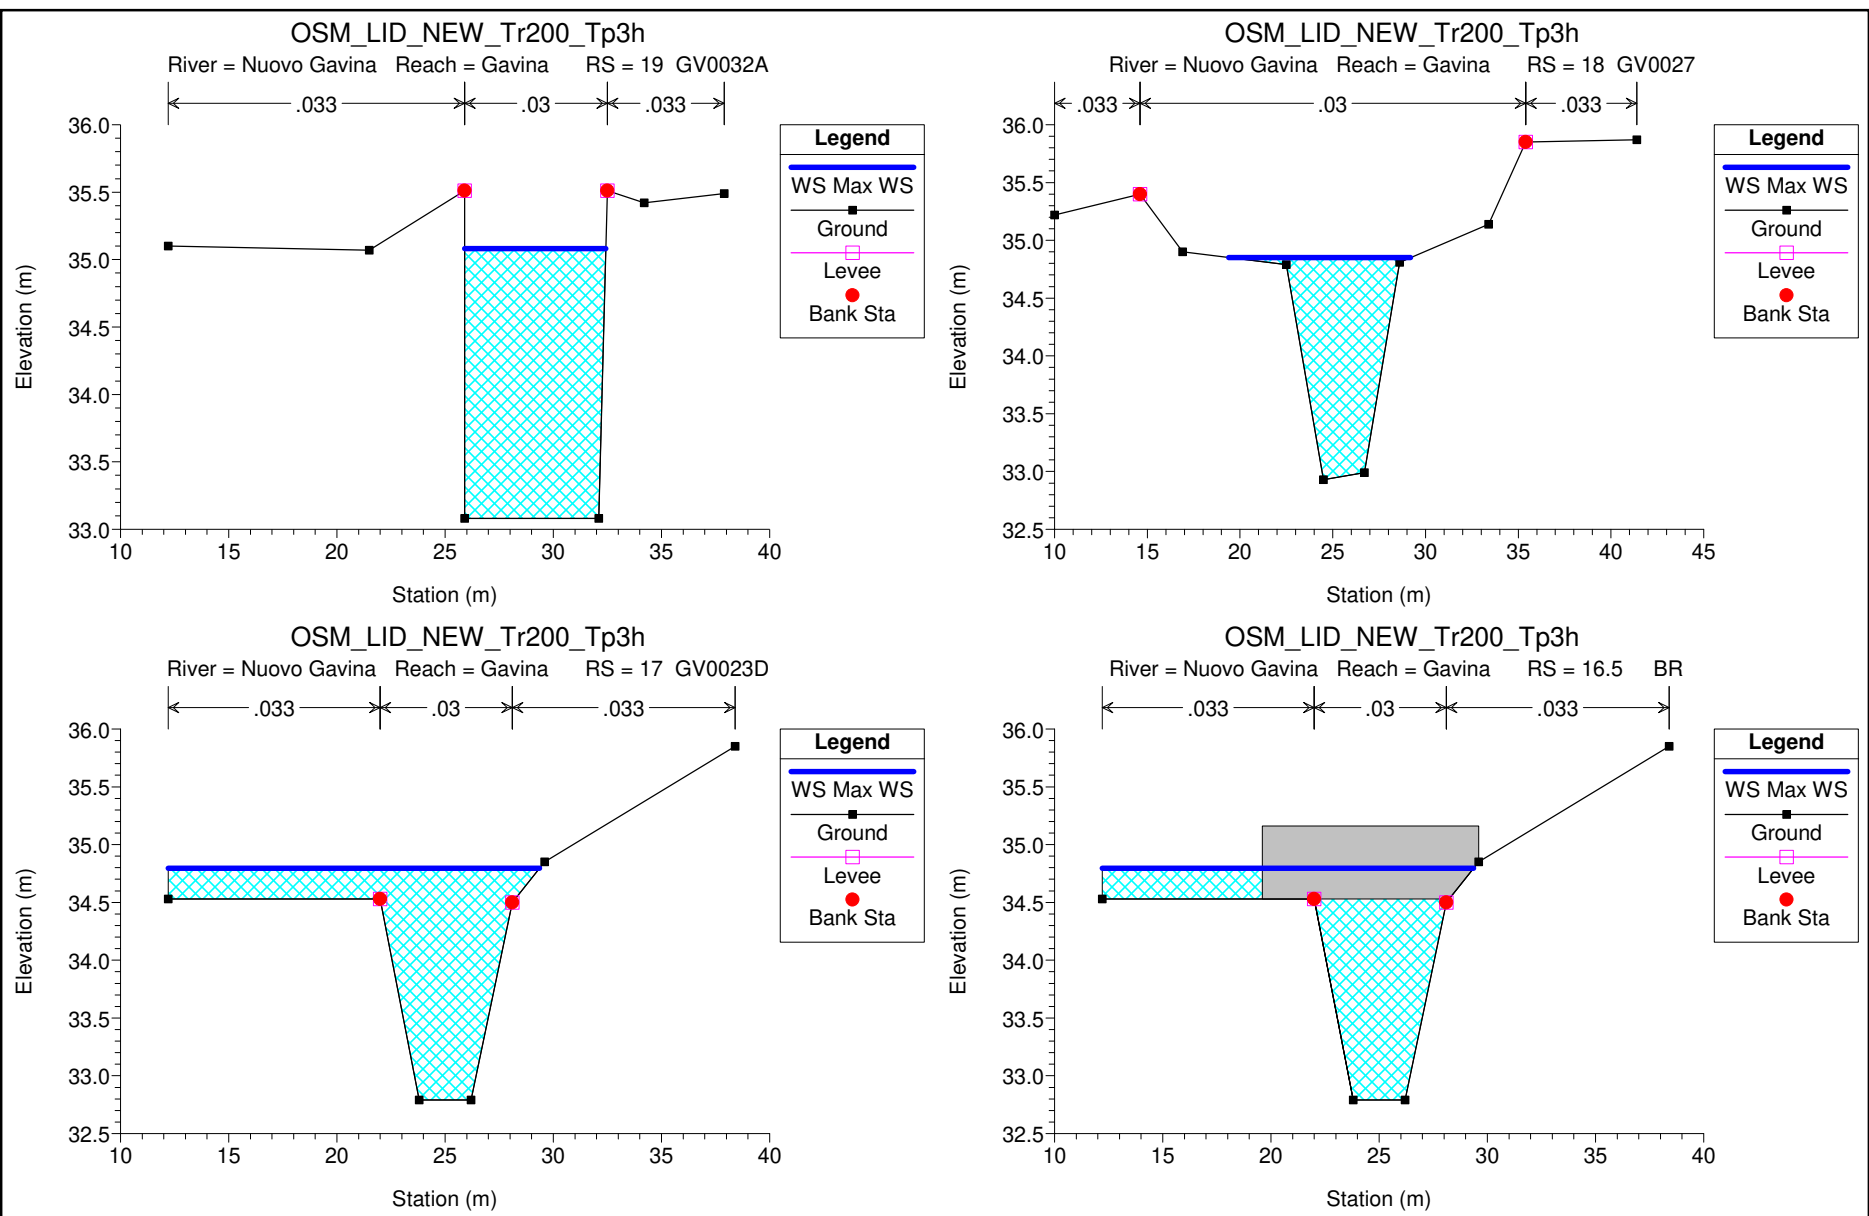 OSM_LID_NEW_Tr200_Tp3h
River = Nuovo Gavina   Reach = Gavina   RS = 19   GV0032A
.033   .03   .033
36.0
35.5
35.0
34.5
34.0
33.5
33.0
Elevation (m)
10   15   20   25   30   35   40
Station (m)
Legend
WS Max WS
Ground
Levee
Bank Sta
OSM_LID_NEW_Tr200_Tp3h
River = Nuovo Gavina   Reach = Gavina   RS = 18   GV0027
.033   .03   .033
36.0
35.5
35.0
34.5
34.0
33.5
33.0
32.5
Elevation (m)
10   15   20   25   30   35   40   45
Station (m)
Legend
WS Max WS
Ground
Levee
Bank Sta
OSM_LID_NEW_Tr200_Tp3h
River = Nuovo Gavina   Reach = Gavina   RS = 17   GV0023D
.033   .03   .033
36.0
35.5
35.0
34.5
34.0
33.5
33.0
32.5
Elevation (m)
10   15   20   25   30   35   40
Station (m)
Legend
WS Max WS
Ground
Levee
Bank Sta
OSM_LID_NEW_Tr200_Tp3h
River = Nuovo Gavina   Reach = Gavina   RS = 16.5   BR
.033   .03   .033
36.0
35.5
35.0
34.5
34.0
33.5
33.0
32.5
Elevation (m)
10   15   20   25   30   35   40
Station (m)
Legend
WS Max WS
Ground
Levee
Bank Sta